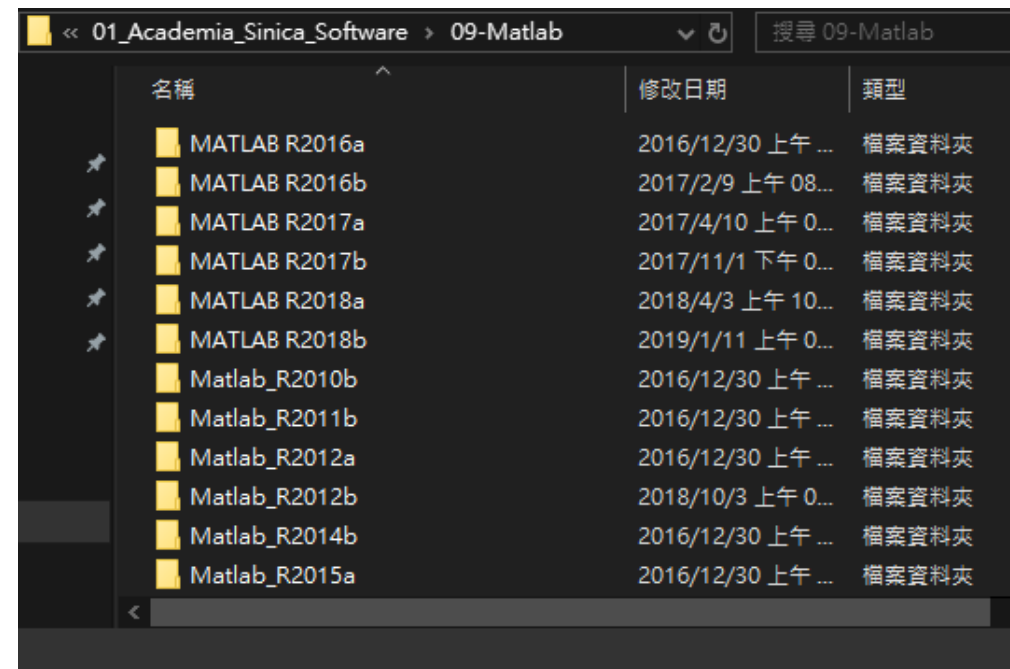 « 01_Academia_Sinica_Software › 09-Matlab 搜尋 09-Matlab
名稱 修改日期 類型
MATLAB R2016a 2016/12/30 上午 ... 檔案資料夾
MATLAB R2016b 2017/2/9 上午 08... 檔案資料夾
MATLAB R2017a 2017/4/10 上午 0... 檔案資料夾
MATLAB R2017b 2017/11/1 下午 0... 檔案資料夾
MATLAB R2018a 2018/4/3 上午 10... 檔案資料夾
MATLAB R2018b 2019/1/11 上午 0... 檔案資料夾
Matlab_R2010b 2016/12/30 上午 ... 檔案資料夾
Matlab_R2011b 2016/12/30 上午 ... 檔案資料夾
Matlab_R2012a 2016/12/30 上午 ... 檔案資料夾
Matlab_R2012b 2018/10/3 上午 0... 檔案資料夾
Matlab_R2014b 2016/12/30 上午 ... 檔案資料夾
Matlab_R2015a 2016/12/30 上午 ... 檔案資料夾